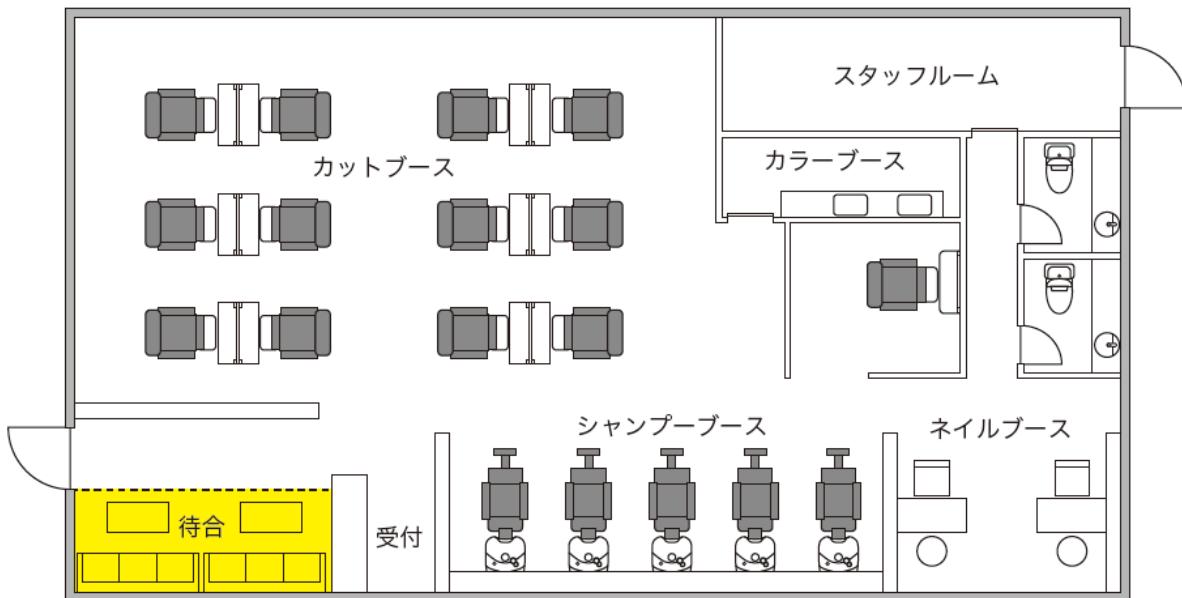 スタッフルーム
カットブース
カラーブース
シャンプーブース
ネイルブース
待合
受付